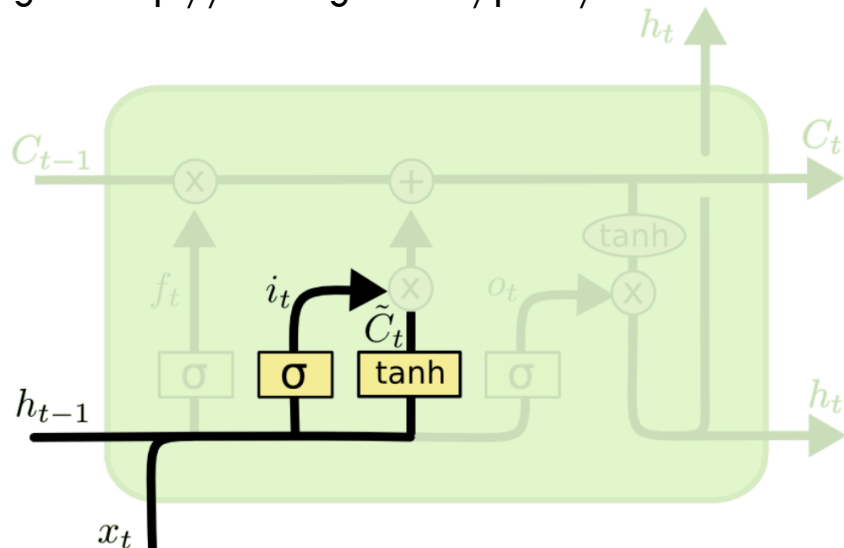 h_t
C_{t-1}
C_t
x
+
tanh
f_t
i_t
x
o_t
x
C̃_t
σ
σ
tanh
σ
h_{t-1}
h_t
x_t